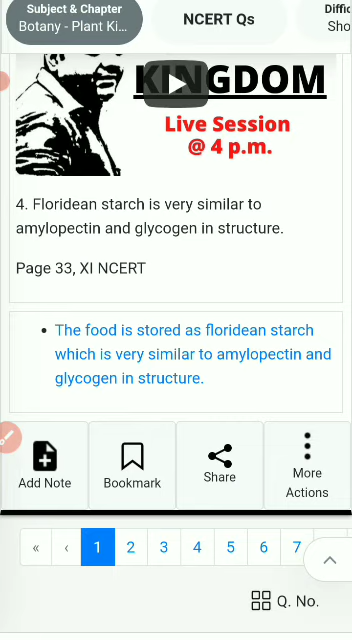 Subject & Chapter
Botany - Plant Ki...
NCERT Qs
Diffic
Sho
KINGDOM
Live Session
@ 4 p.m.
4. Floridean starch is very similar to
amylopectin and glycogen in structure.
Page 33, XI NCERT
• The food is stored as floridean starch
which is very similar to amylopectin and
glycogen in structure.
Add Note
Bookmark
Share
More
Actions
« ‹ 1 2 3 4 5 6 7
Q. No.